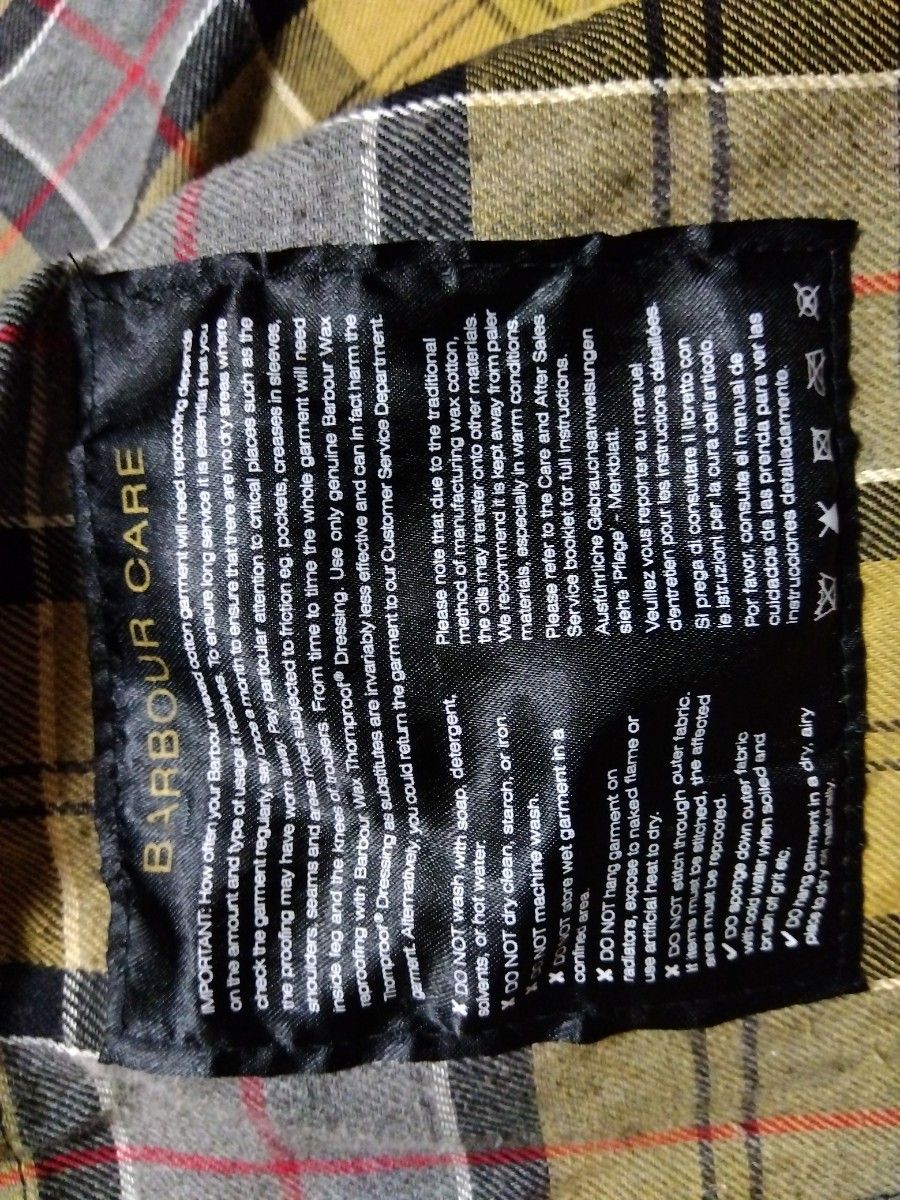 BARBOUR CARE
IMPORTANT: How often your Barbour waxed cotton garment will need reproofing depends
on the amount and type of usage it receives. To ensure long service it is essential that you
check the garment regularly, say once a month to ensure that there are no dry areas where
the proofing may have worn away. Pay particular attention to critical places such as the
shoulders, seams and areas most subjected to friction eg. pockets, creases in sleeves,
inside leg and the knees of trousers. From time to time the whole garment will need
reproofing with Barbour Wax Thornproof® Dressing. Use only genuine Barbour Wax
Thornproof® Dressing as substitutes are invariably less effective and can in fact harm the
garment. Alternatively, you could return the garment to our Customer Service Department.
✘ DO NOT wash with soap, detergent,
solvents, or hot water.
✘ DO NOT dry clean, starch, or iron
✘ DO NOT machine wash.
✘ DO NOT store wet garment in a
confined area.
✘ DO NOT hang garment on
radiators, expose to naked flame or
use artificial heat to dry.
✘ DO NOT stitch through outer fabric.
If items must be stitched, the affected
area must be reproofed.
✔ DO sponge down outer fabric
with cold water when soiled and
brush off grit etc.
✔ DO hang garment in a dry, airy
place to dry off naturally.
Please note that due to the traditional
method of manufacturing wax cotton,
the oils may transfer onto other materials.
We recommend it is kept away from paler
materials, especially in warm conditions.
Please refer to the Care and After Sales
Service booklet for full instructions.
Ausfuhrliche Gebrauchsanweisungen
siehe 'Pflege' - Merkblatt
Veuillez vous reporter au manuel
d'entretien pour les instructions détaillées.
Si prega di consultare il libretto con
le istruzioni per la cura dell'articolo.
Por favor, consulte el manual de
cuidados de las prenda para ver las
instrucciones detalladamente.